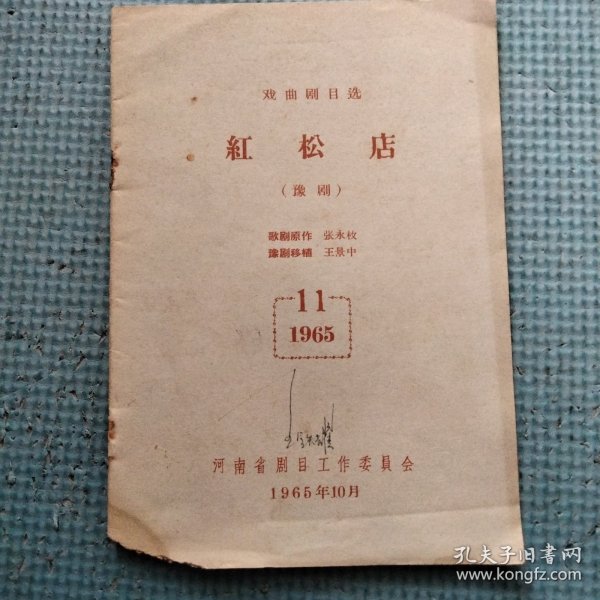 戏曲剧目选
紅松店
（豫剧）
歌剧原作 张永枚
豫剧移植 王景中
11
1965
河南省剧目工作委員会
1965年10月
孔夫子旧书网
www.kongfz.com